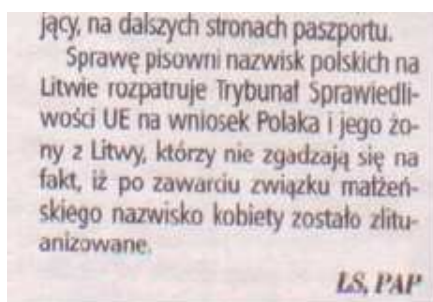 jący, na dalszych stronach paszportu.
Sprawę pisowni nazwisk polskich na
Litwie rozpatruje Trybunał Sprawiedli-
wości UE na wniosek Polaka i jego żo-
ny z Litwy, którzy nie zgadzają się na
fakt, iż po zawarciu związku małżeń-
skiego nazwisko kobiety zostało zlitu-
anizowane.
LS, PAP